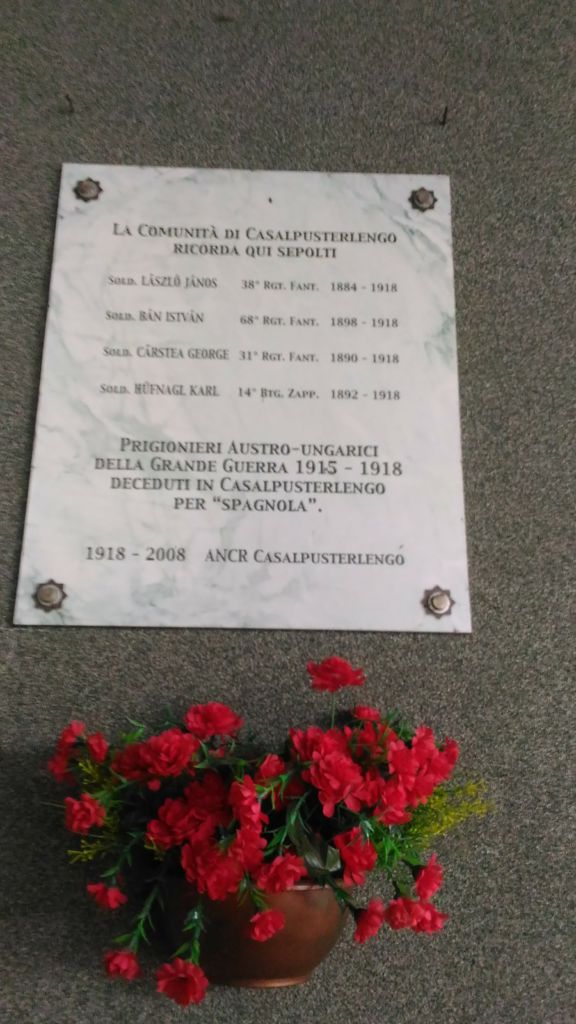 La Comunità di Casalpusterlengo
ricorda qui sepolti
Sold. László János 38° Rgt. Fant. 1884 - 1918
Sold. Bán István 68° Rgt. Fant. 1898 - 1918
Sold. Cârstea George 31° Rgt. Fant. 1890 - 1918
Sold. Hüfnagl Karl 14° Btg. Zapp. 1892 - 1918
Prigionieri Austro-ungarici
della Grande Guerra 1915 - 1918
deceduti in Casalpusterlengo
per "spagnola".
1918 - 2008 ANCR Casalpusterlengo